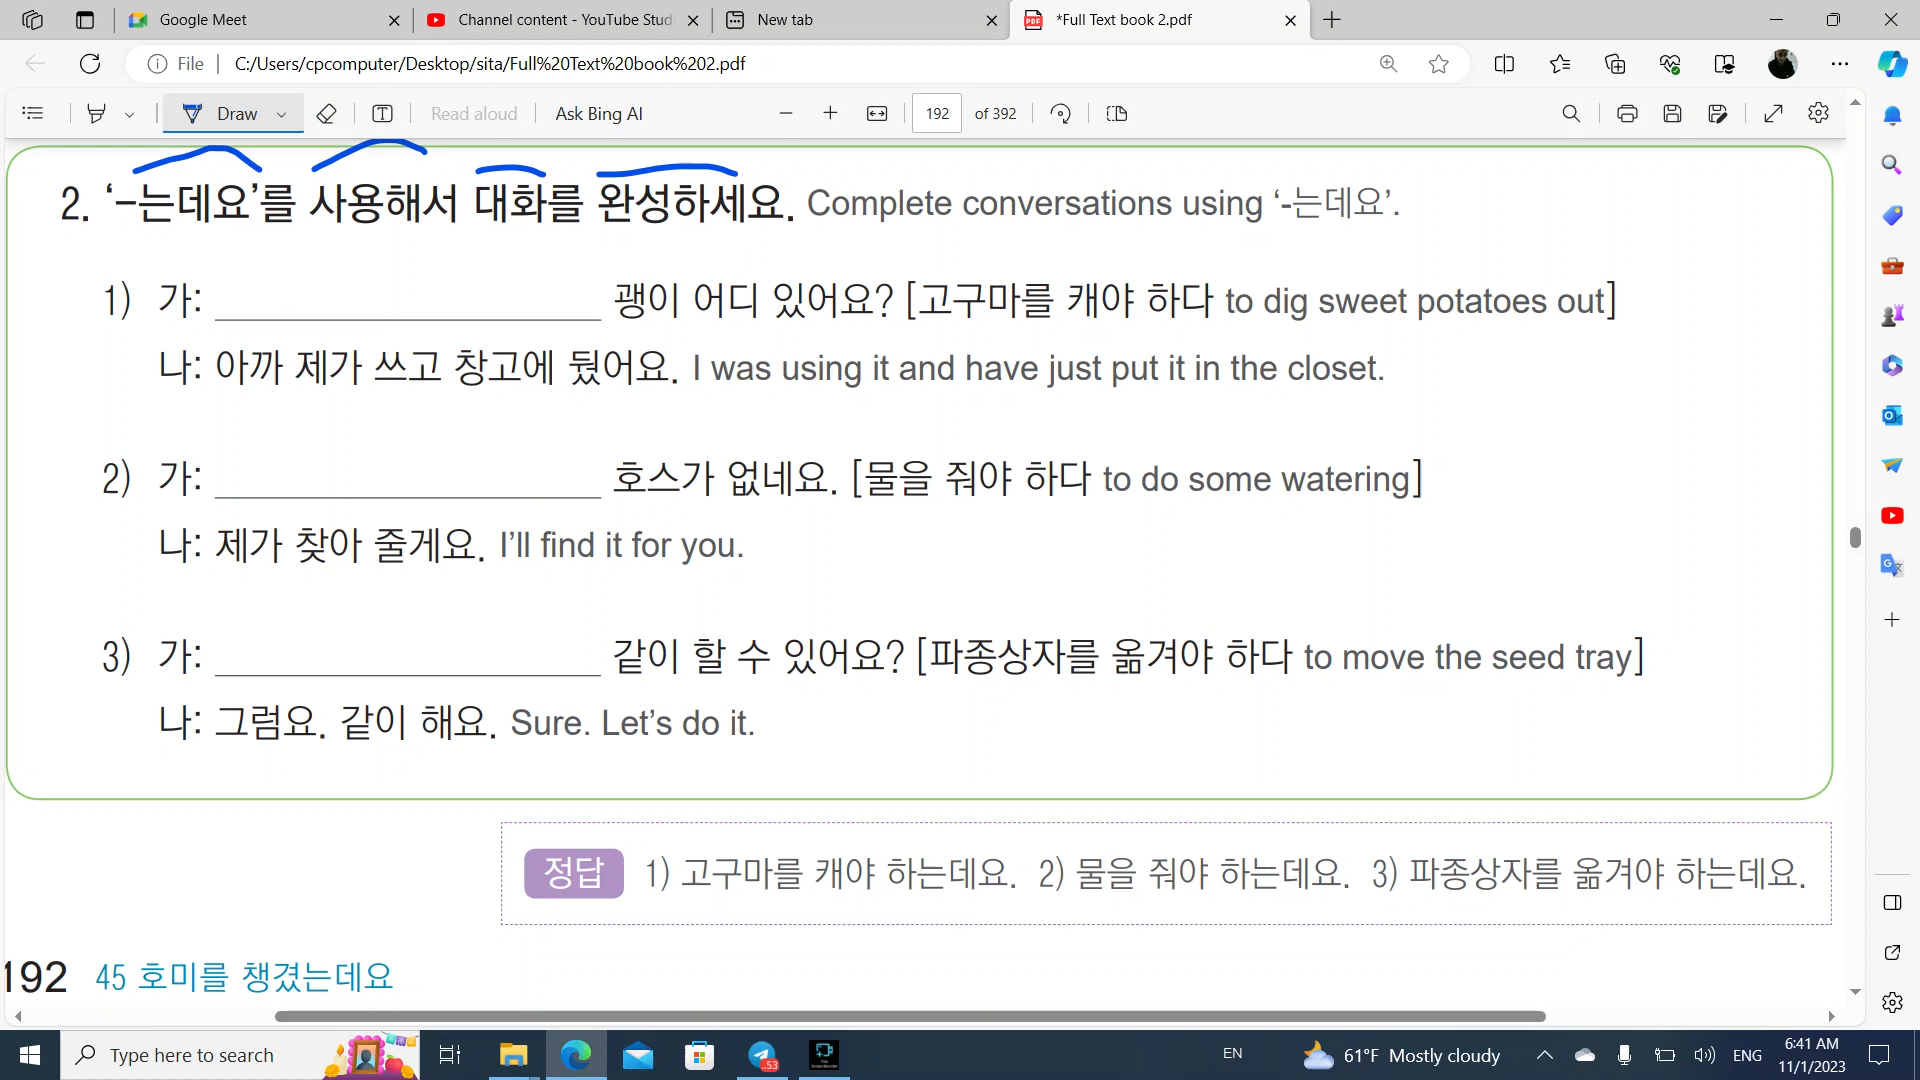 Google Meet
Channel content - YouTube Stud
New tab
*Full Text book 2.pdf
File
C:/Users/cpcomputer/Desktop/sita/Full%20Text%20book%202.pdf
Draw
Read aloud
Ask Bing AI
192
of 392
2. ‘-는데요’를 사용해서 대화를 완성하세요. Complete conversations using ‘-는데요’.
1) 가: ____________ 괭이 어디 있어요? [고구마를 캐야 하다 to dig sweet potatoes out]
나: 아까 제가 쓰고 창고에 뒀어요. I was using it and have just put it in the closet.
2) 가: ____________ 호스가 없네요. [물을 줘야 하다 to do some watering]
나: 제가 찾아 줄게요. I’ll find it for you.
3) 가: ____________ 같이 할 수 있어요? [파종상자를 옮겨야 하다 to move the seed tray]
나: 그럼요. 같이 해요. Sure. Let’s do it.
정답 1) 고구마를 캐야 하는데요. 2) 물을 줘야 하는데요. 3) 파종상자를 옮겨야 하는데요.
192 45 호미를 챙겼는데요
Type here to search
.53
EN
61°F Mostly cloudy
ENG
6:41 AM
11/1/2023